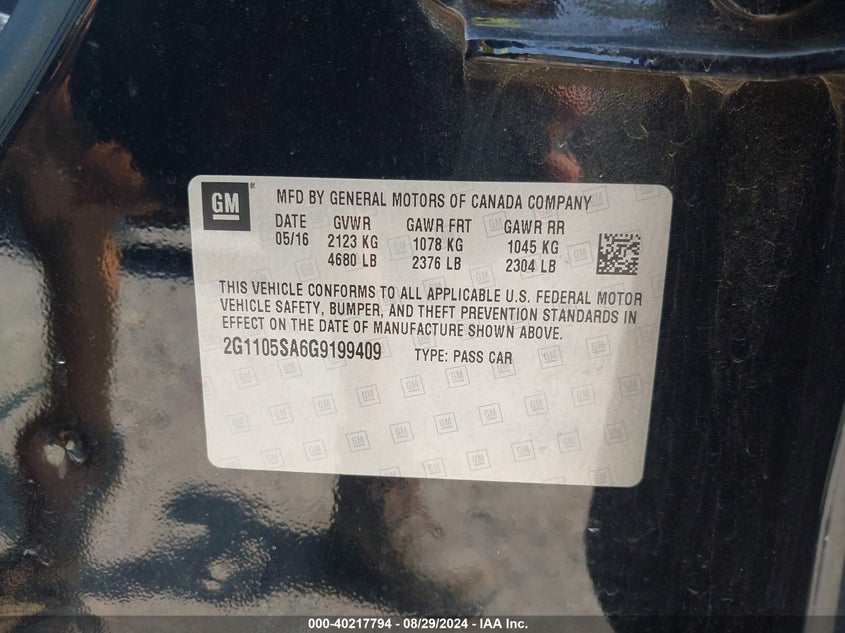 GM ®
MFD BY GENERAL MOTORS OF CANADA COMPANY
DATE GVWR GAWR FRT GAWR RR
05/16 2123 KG 1078 KG 1045 KG
4680 LB 2376 LB 2304 LB
THIS VEHICLE CONFORMS TO ALL APPLICABLE U.S. FEDERAL MOTOR
VEHICLE SAFETY, BUMPER, AND THEFT PREVENTION STANDARDS IN
EFFECT ON THE DATE OF MANUFACTURE SHOWN ABOVE.
2G1105SA6G9199409 TYPE: PASS CAR
000-40217794 - 08/29/2024 - IAA Inc.